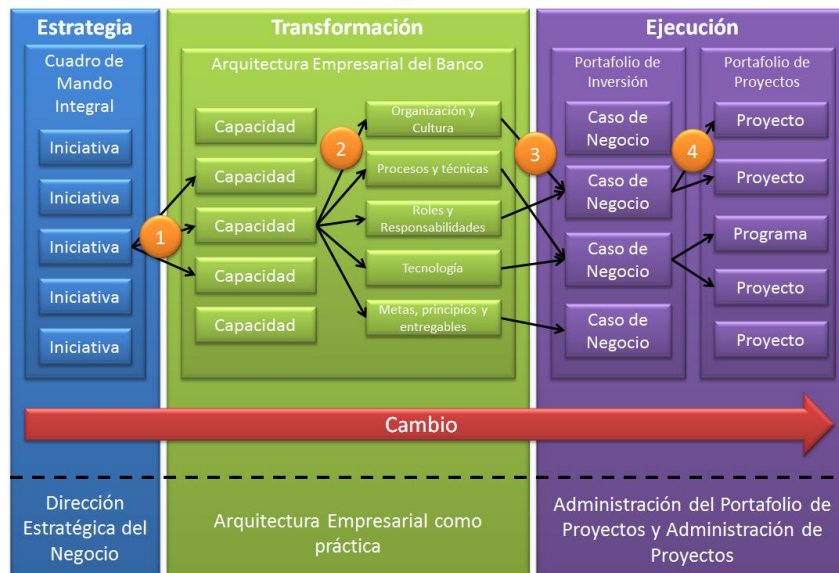 Estrategia
Transformación
Ejecución
Cuadro de
Mando
Integral
Arquitectura Empresarial del Banco
Portafolio de
Inversión
Portafolio de
Proyectos
Iniciativa
Iniciativa
Iniciativa
Iniciativa
Iniciativa
1
Capacidad
Capacidad
Capacidad
Capacidad
Capacidad
2
Organización y
Cultura
Procesos y técnicas
Roles y
Responsabilidades
Tecnología
Metas, principios y
entregables
3
Caso de
Negocio
Caso de
Negocio
Caso de
Negocio
Caso de
Negocio
4
Proyecto
Proyecto
Programa
Proyecto
Proyecto
Cambio
Dirección
Estratégica del
Negocio
Arquitectura Empresarial como
práctica
Administración del Portafolio de
Proyectos y Administración de
Proyectos